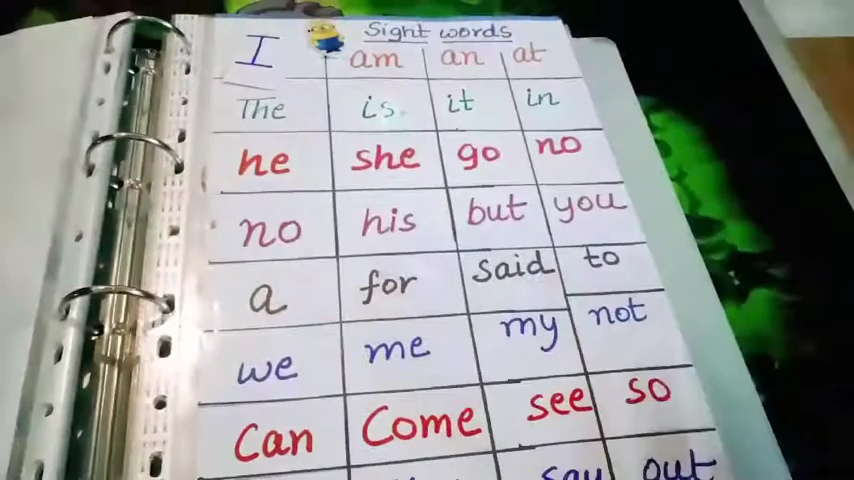 Sight words
I am an at
The is it in
he she go no
no his but you
a for said to
we me my not
Can Come see so
say out